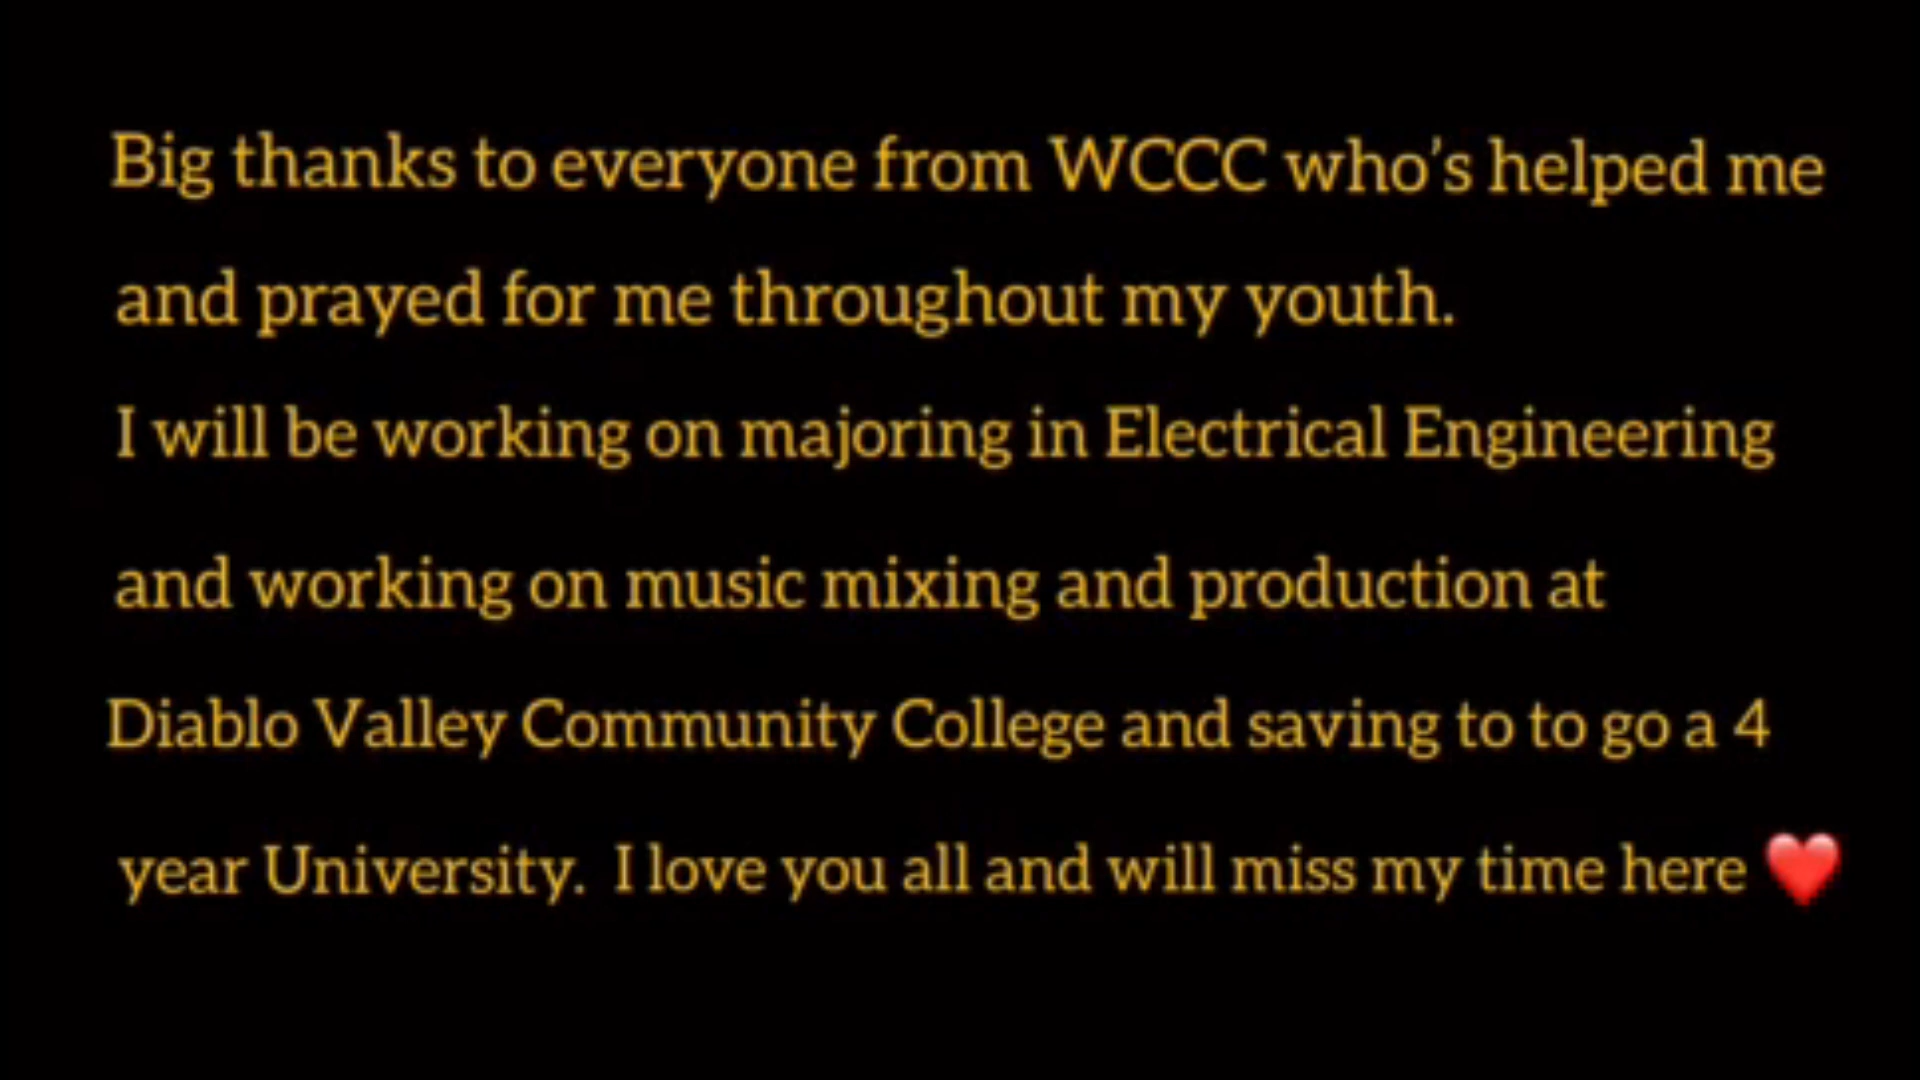 Big thanks to everyone from WCCC who’s helped me
and prayed for me throughout my youth.
I will be working on majoring in Electrical Engineering
and working on music mixing and production at
Diablo Valley Community College and saving to to go a 4
year University. I love you all and will miss my time here ❤️